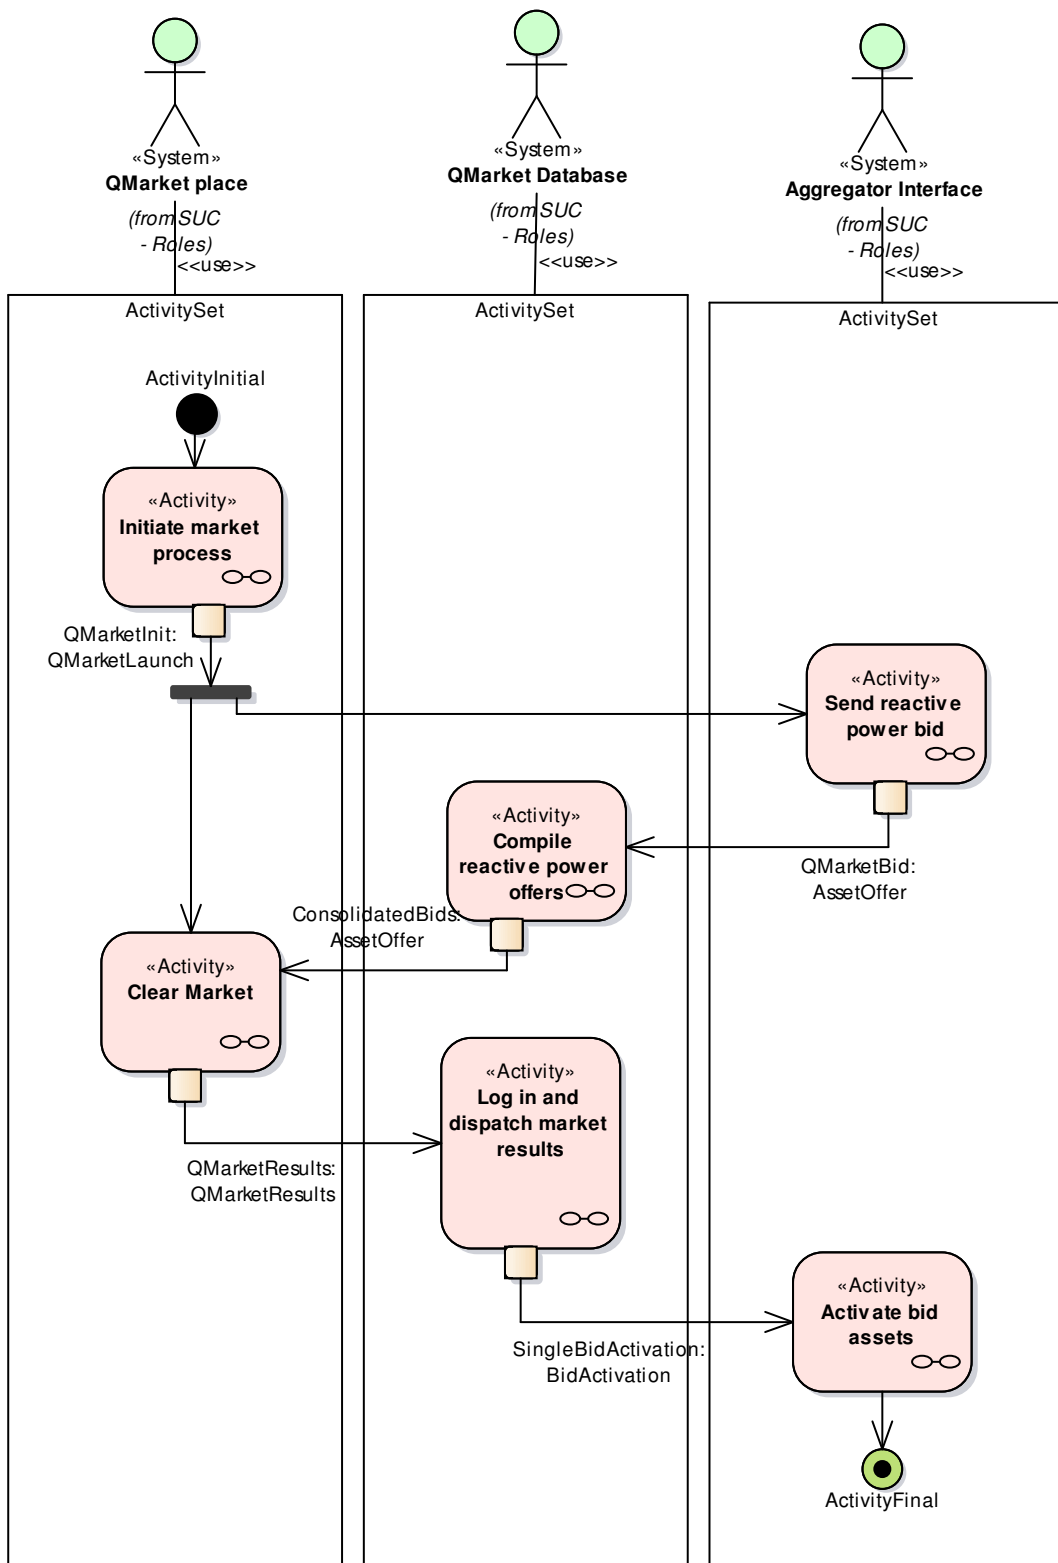 «System»
QMarket place
(from SUC
- Roles)
<<use>>
«System»
QMarket Database
(from SUC
- Roles)
<<use>>
«System»
Aggregator Interface
(from SUC
- Roles)
<<use>>
ActivitySet
ActivitySet
ActivitySet
ActivityInitial
«Activity»
Initiate market
process
QMarketInit:
QMarketLaunch
«Activity»
Send reactive
power bid
QMarketBid:
AssetOffer
«Activity»
Compile
reactive power
offers
ConsolidatedBids:
AssetOffer
«Activity»
Clear Market
QMarketResults:
QMarketResults
«Activity»
Log in and
dispatch market
results
SingleBidActivation:
BidActivation
«Activity»
Activate bid
assets
ActivityFinal